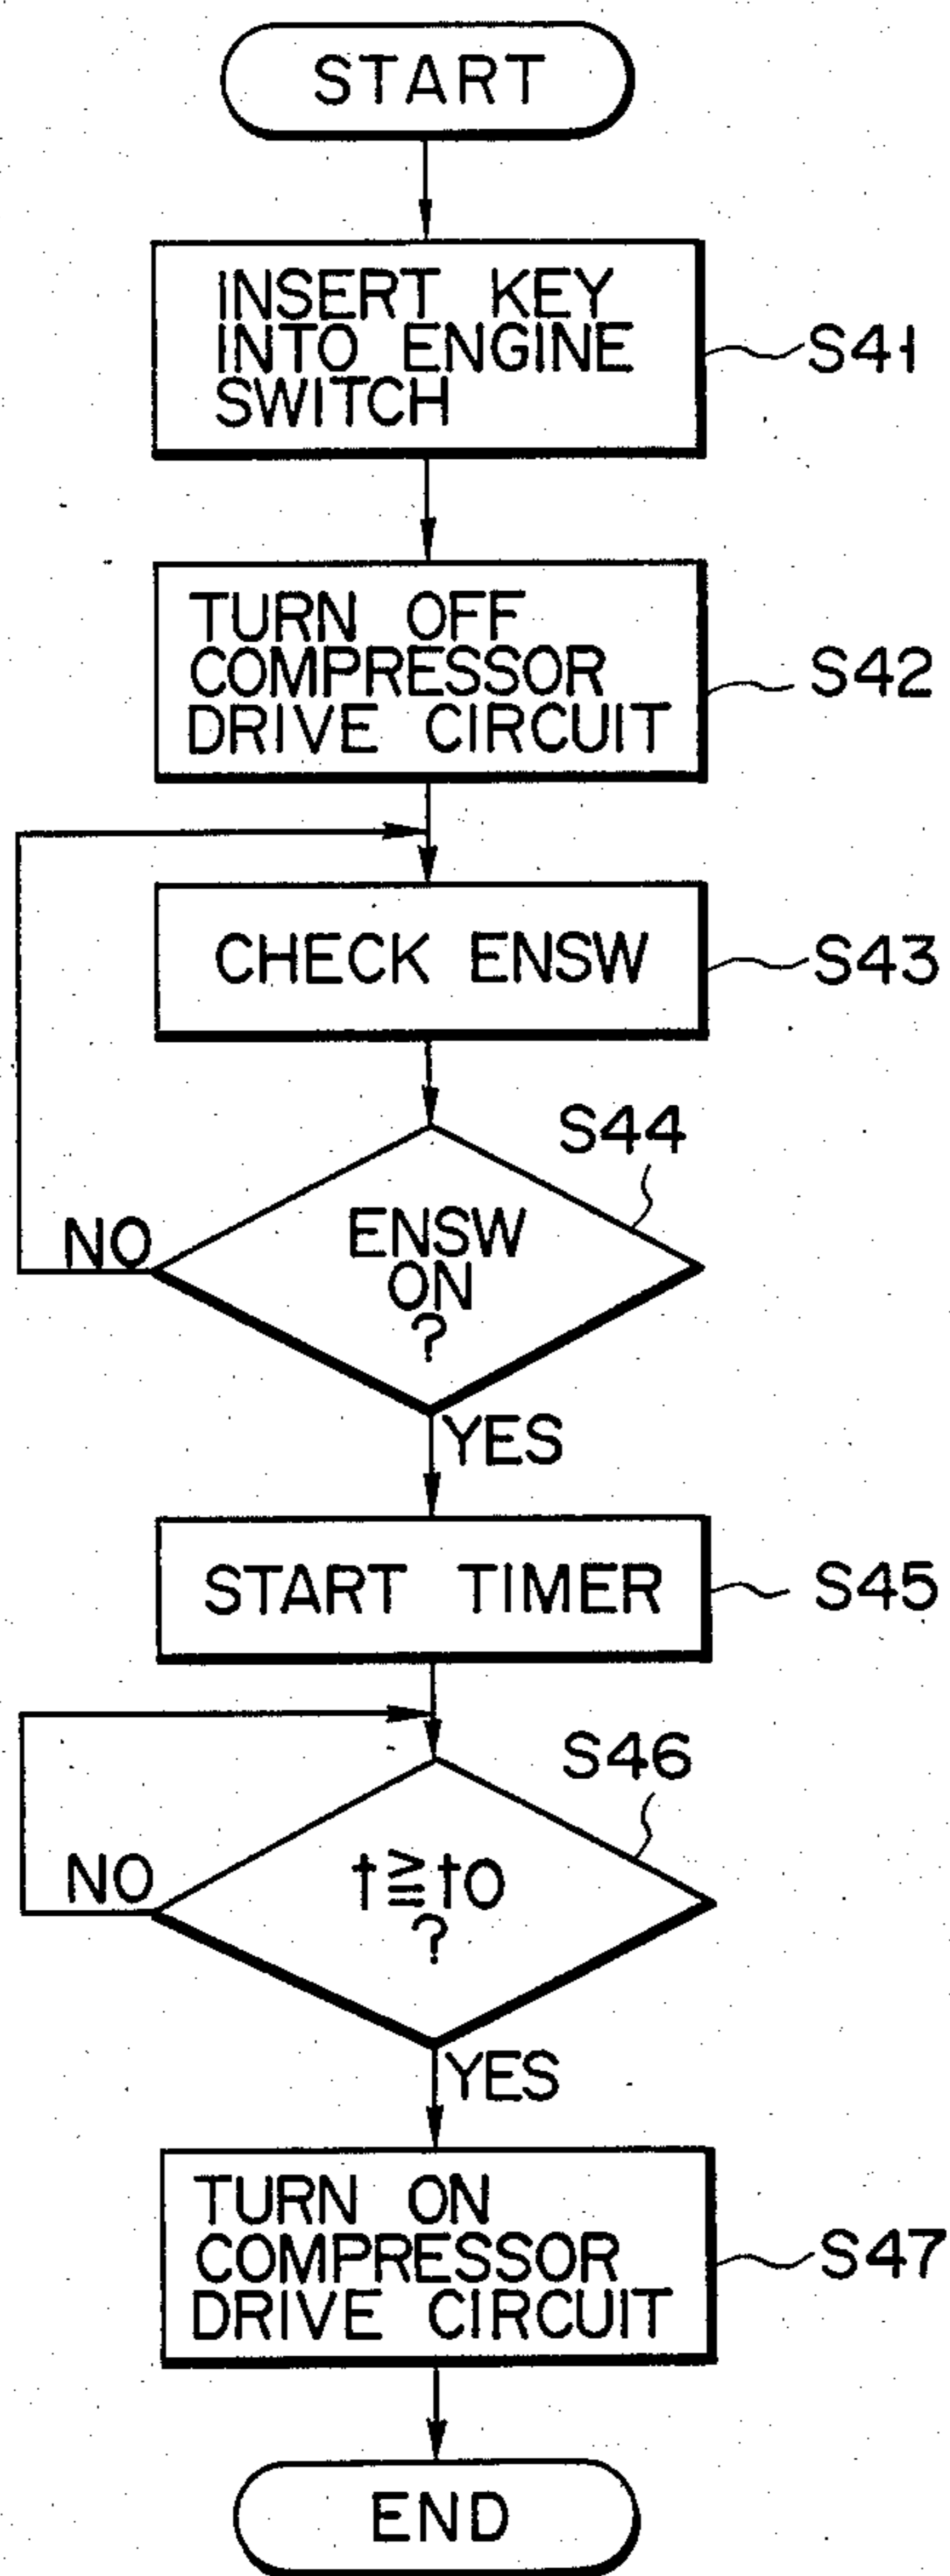 START
INSERT KEY
INTO ENGINE
SWITCH
S41
TURN OFF
COMPRESSOR
DRIVE CIRCUIT
S42
CHECK ENSW
S43
S44
ENSW
ON
?
NO
YES
START TIMER
S45
S46
t≧t0
?
NO
YES
TURN ON
COMPRESSOR
DRIVE CIRCUIT
S47
END